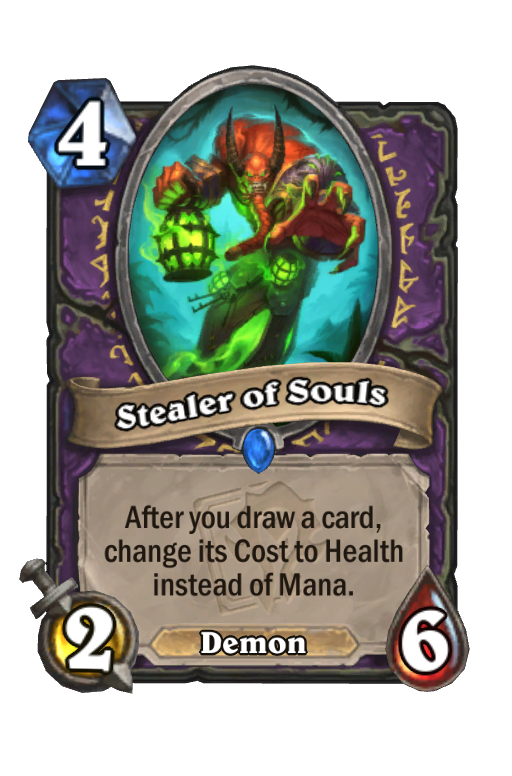 4
Stealer of Souls
After you draw a card,
change its Cost to Health
instead of Mana.
2
Demon
6